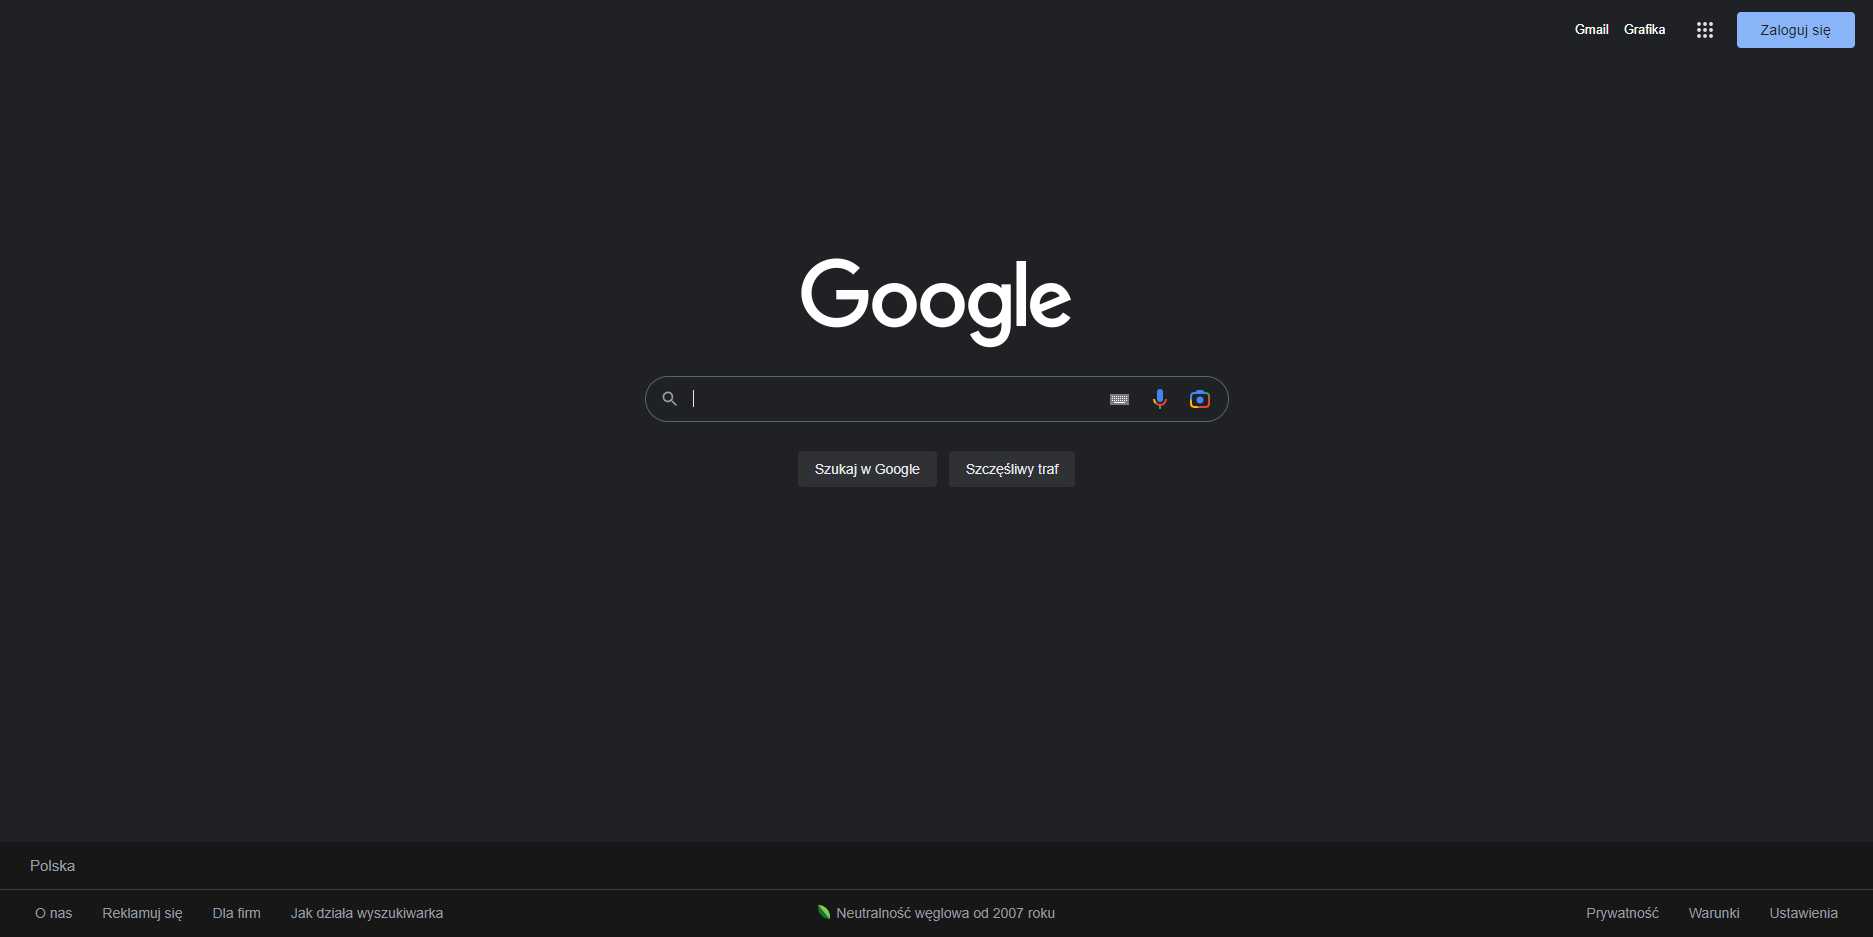 Gmail Grafika Zaloguj się
Google
Szukaj w Google Szczęśliwy traf
Polska
O nas Reklamuj się Dla firm Jak działa wyszukiwarka Neutralność węglowa od 2007 roku Prywatność Warunki Ustawienia